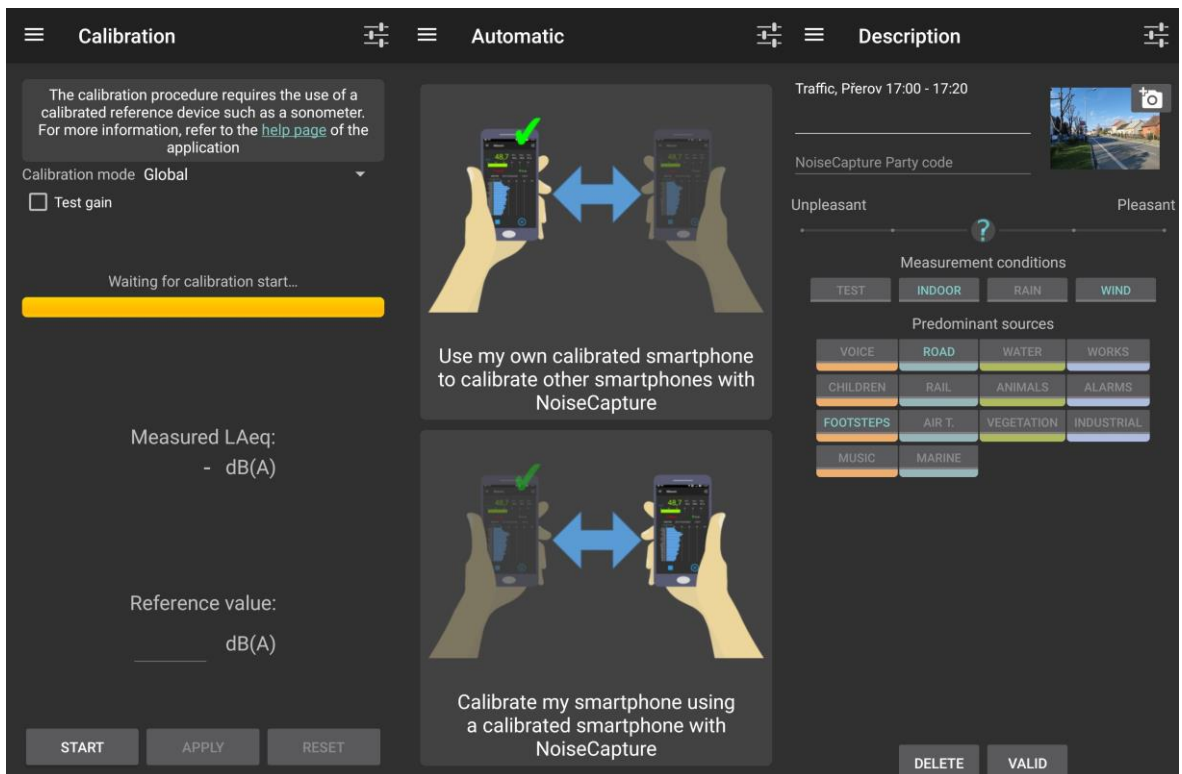 Calibration
The calibration procedure requires the use of a
calibrated reference device such as a sonometer.
For more information, refer to the help page of the
application
Calibration mode Global
Test gain
Waiting for calibration start...
Measured LAeq:
- dB(A)
Reference value:
dB(A)
START APPLY RESET
Automatic
48,7
Use my own calibrated smartphone
to calibrate other smartphones with
NoiseCapture
48,7
Calibrate my smartphone using
a calibrated smartphone with
NoiseCapture
Description
Traffic, Přerov 17:00 - 17:20
NoiseCapture Party code
Unpleasant Pleasant
?
Measurement conditions
TEST INDOOR RAIN WIND
Predominant sources
VOICE ROAD WATER WORKS
CHILDREN RAIL ANIMALS ALARMS
FOOTSTEPS AIR T. VEGETATION INDUSTRIAL
MUSIC MARINE
DELETE VALID